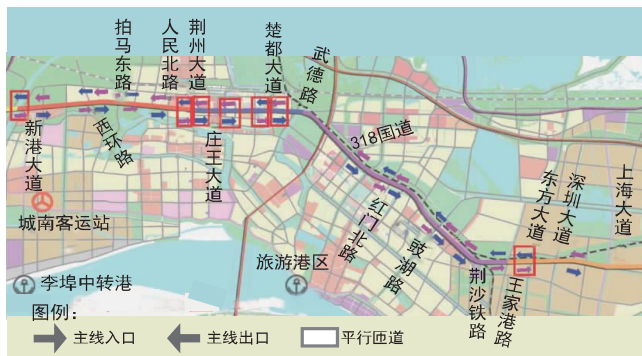 拍马东路
人民北路
荆州大道
楚都大道
武德路
318国道
新港大道
西环路
庄王大道
红门北路
豉湖路
荆沙铁路
王家港路
东方大道
深圳大道
上海大道
城南客运站
李埠中转港
旅游港区
图例：
主线入口
主线出口
平行匝道